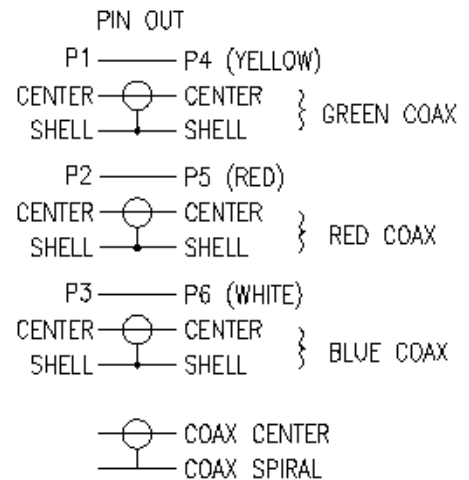 PIN OUT
P1 P4 (YELLOW)
CENTER CENTER
GREEN COAX
SHELL SHELL
P2 P5 (RED)
CENTER CENTER
RED COAX
SHELL SHELL
P3 P6 (WHITE)
CENTER CENTER
BLUE COAX
SHELL SHELL
COAX CENTER
COAX SPIRAL